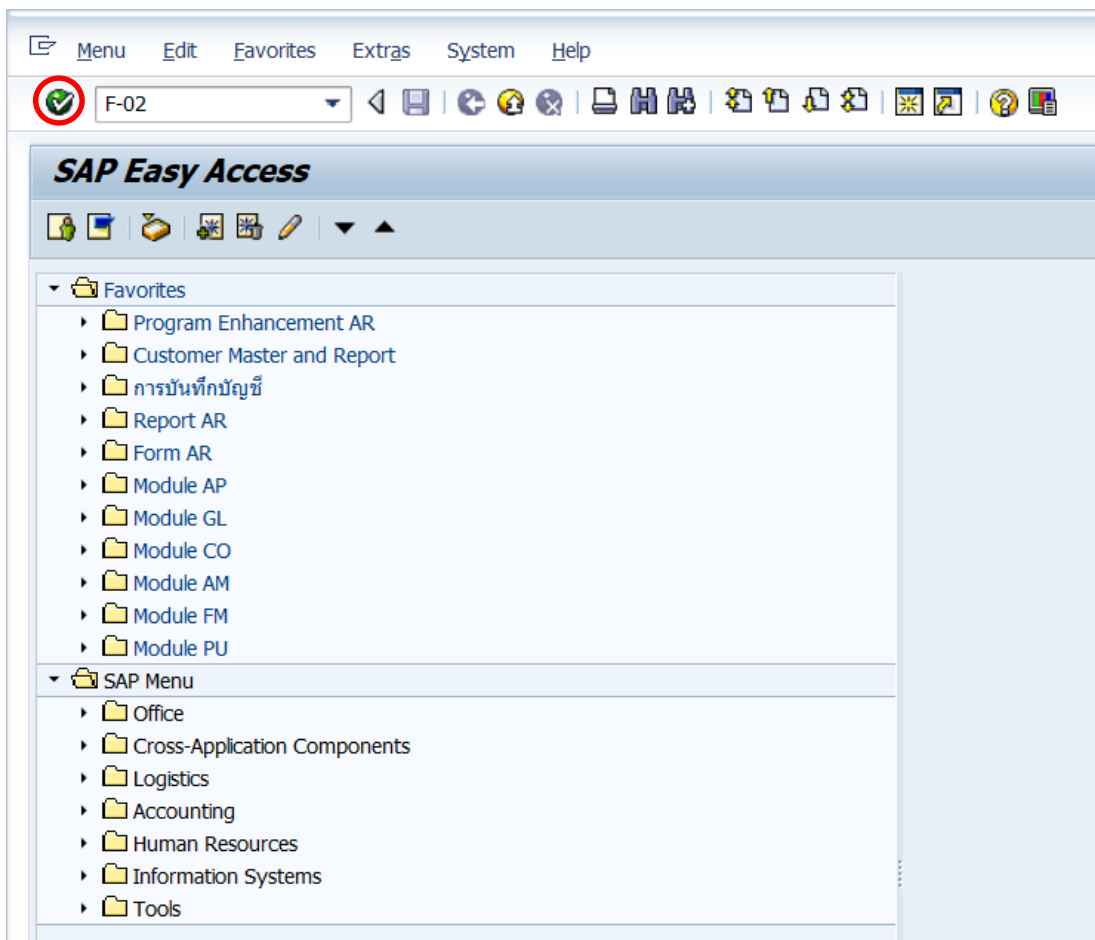 Menu Edit Favorites Extras System Help
F-02
SAP Easy Access
Favorites
Program Enhancement AR
Customer Master and Report
การบันทึกบัญชี
Report AR
Form AR
Module AP
Module GL
Module CO
Module AM
Module FM
Module PU
SAP Menu
Office
Cross-Application Components
Logistics
Accounting
Human Resources
Information Systems
Tools